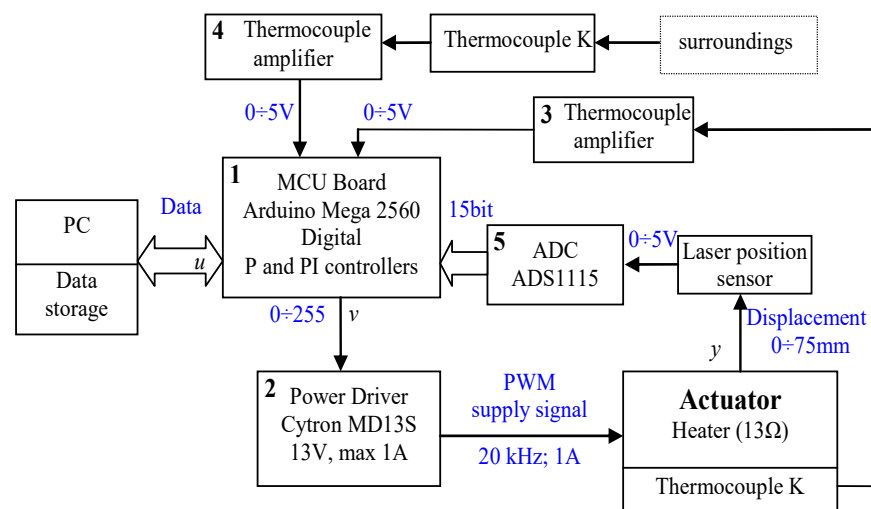 4 Thermocouple
amplifier
Thermocouple K
surroundings
0÷5V
0÷5V
3 Thermocouple
amplifier
1
MCU Board
Arduino Mega 2560
Digital
P and PI controllers
PC
Data
storage
Data
u
15bit
5
ADC
ADS1115
0÷5V
Laser position
sensor
0÷255
v
Displacement
0÷75mm
y
2
Power Driver
Cytron MD13S
13V, max 1A
PWM
supply signal
20 kHz; 1A
Actuator
Heater (13Ω)
Thermocouple K